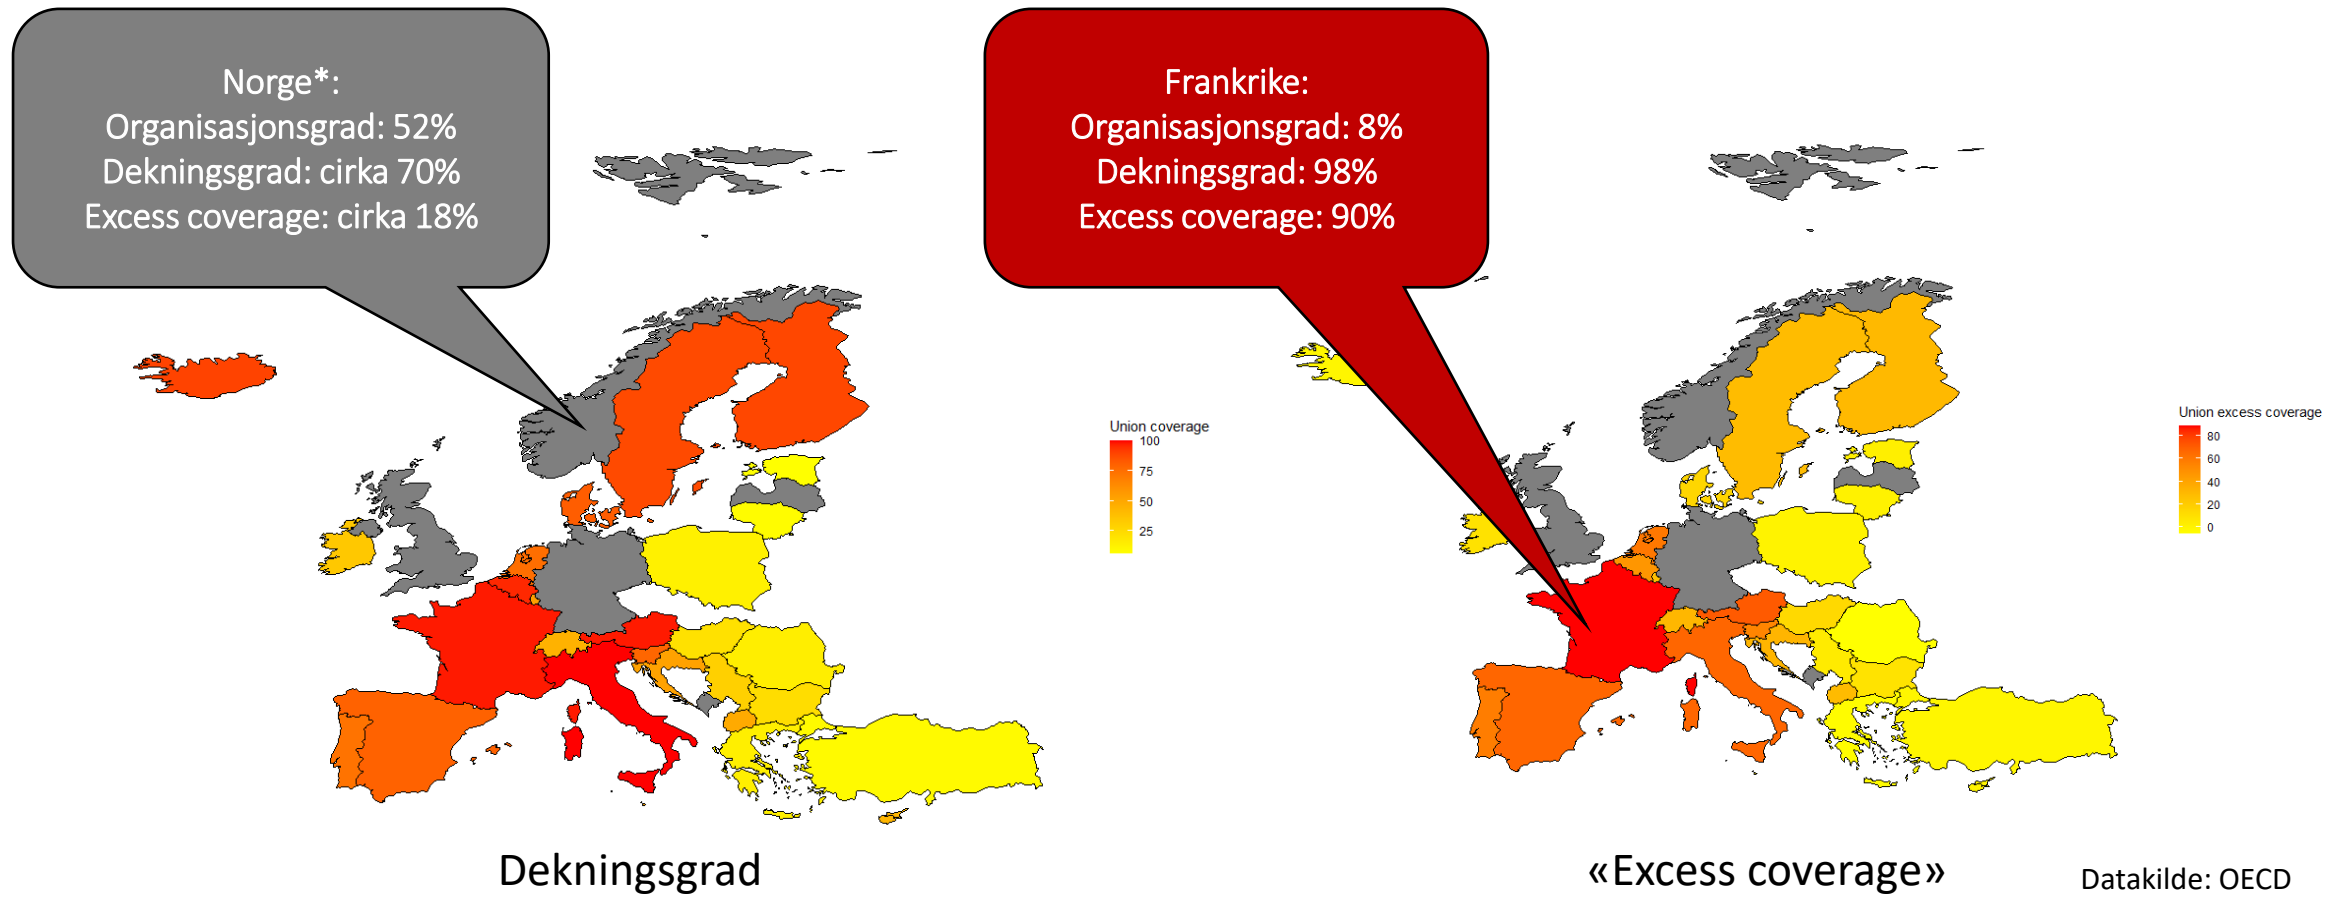 Norge*:
Organisasjonsgrad: 52%
Dekningsgrad: cirka 70%
Excess coverage: cirka 18%
Frankrike:
Organisasjonsgrad: 8%
Dekningsgrad: 98%
Excess coverage: 90%
Union coverage
100
75
50
25
Union excess coverage
80
60
40
20
0
Dekningsgrad
«Excess coverage»
Datakilde: OECD